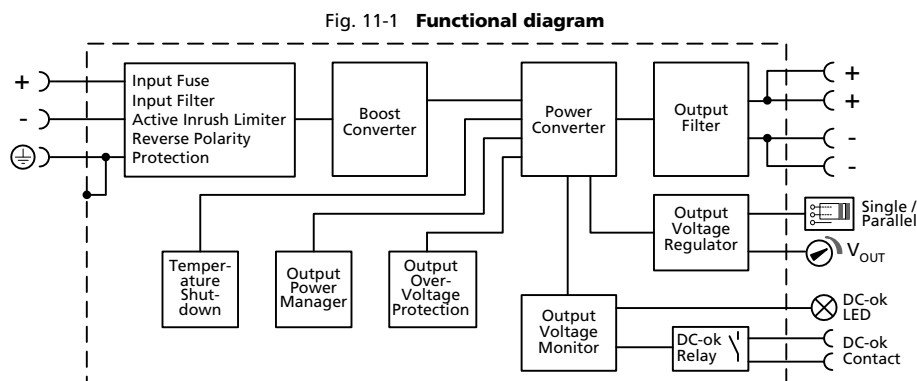 Fig. 11-1 Functional diagram
+
-
Input Fuse
Input Filter
Active Inrush Limiter
Reverse Polarity
Protection
Boost
Converter
Power
Converter
Output
Filter
+
+
-
-
Temper-
ature
Shut-
down
Output
Power
Manager
Output
Over-
Voltage
Protection
Output
Voltage
Regulator
Single /
Parallel
VOUT
Output
Voltage
Monitor
DC-ok
LED
DC-ok
Relay
DC-ok
Contact